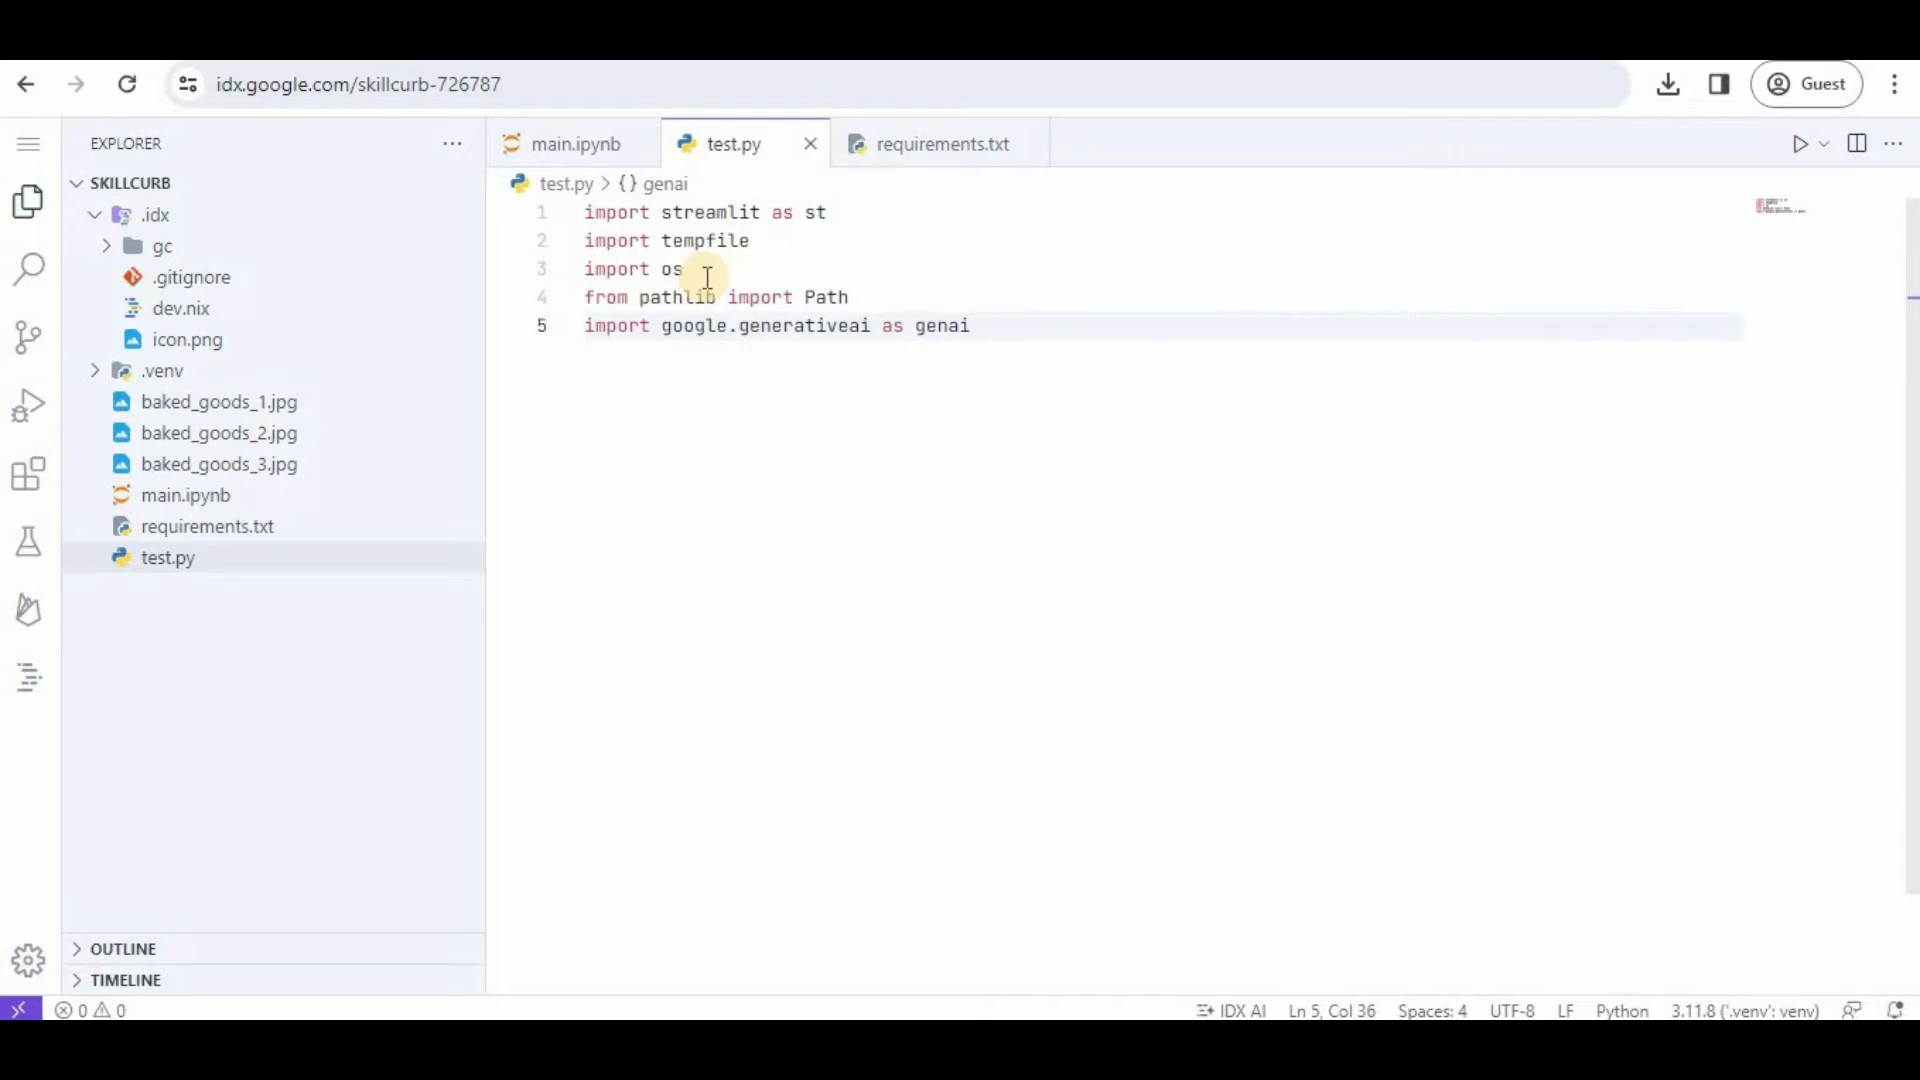 idx.google.com/skillcurb-726787
Guest
EXPLORER
SKILLCURB
.idx
gc
.gitignore
dev.nix
icon.png
.venv
baked_goods_1.jpg
baked_goods_2.jpg
baked_goods_3.jpg
main.ipynb
requirements.txt
test.py
OUTLINE
TIMELINE
main.ipynb
test.py
requirements.txt
test.py > {} genai
1 import streamlit as st
2 import tempfile
3 import os
4 from pathlib import Path
5 import google.generativeai as genai
0 0
IDX AI Ln 5, Col 36 Spaces: 4 UTF-8 LF Python 3.11.8 ('.venv': venv)